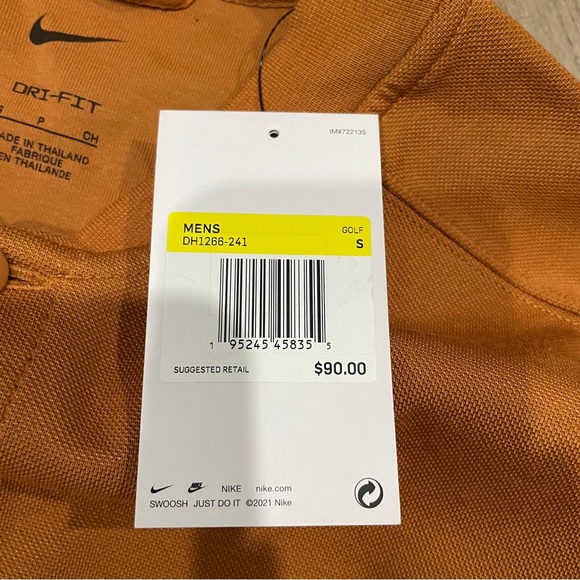 DRI-FIT
S P CH
MADE IN THAILAND
FABRIQUE
EN THAILANDE
IM#722135
MENS GOLF
DH1266-241 S
1 95245 45835 5
SUGGESTED RETAIL $90.00
NIKE nike.com
SWOOSH JUST DO IT ©2021 Nike